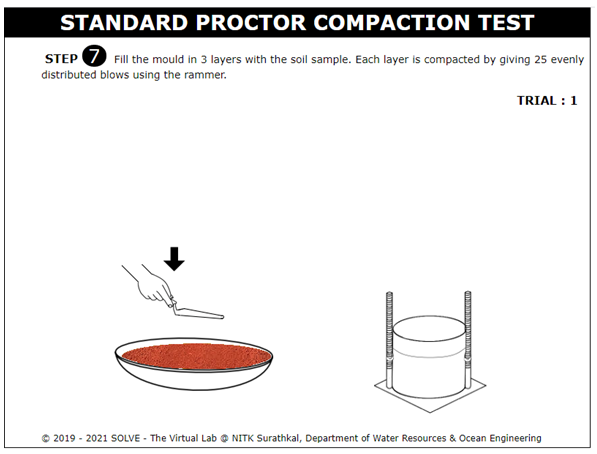 STANDARD PROCTOR COMPACTION TEST
STEP 7 Fill the mould in 3 layers with the soil sample. Each layer is compacted by giving 25 evenly
distributed blows using the rammer.
TRIAL : 1
© 2019 - 2021 SOLVE - The Virtual Lab @ NITK Surathkal, Department of Water Resources & Ocean Engineering